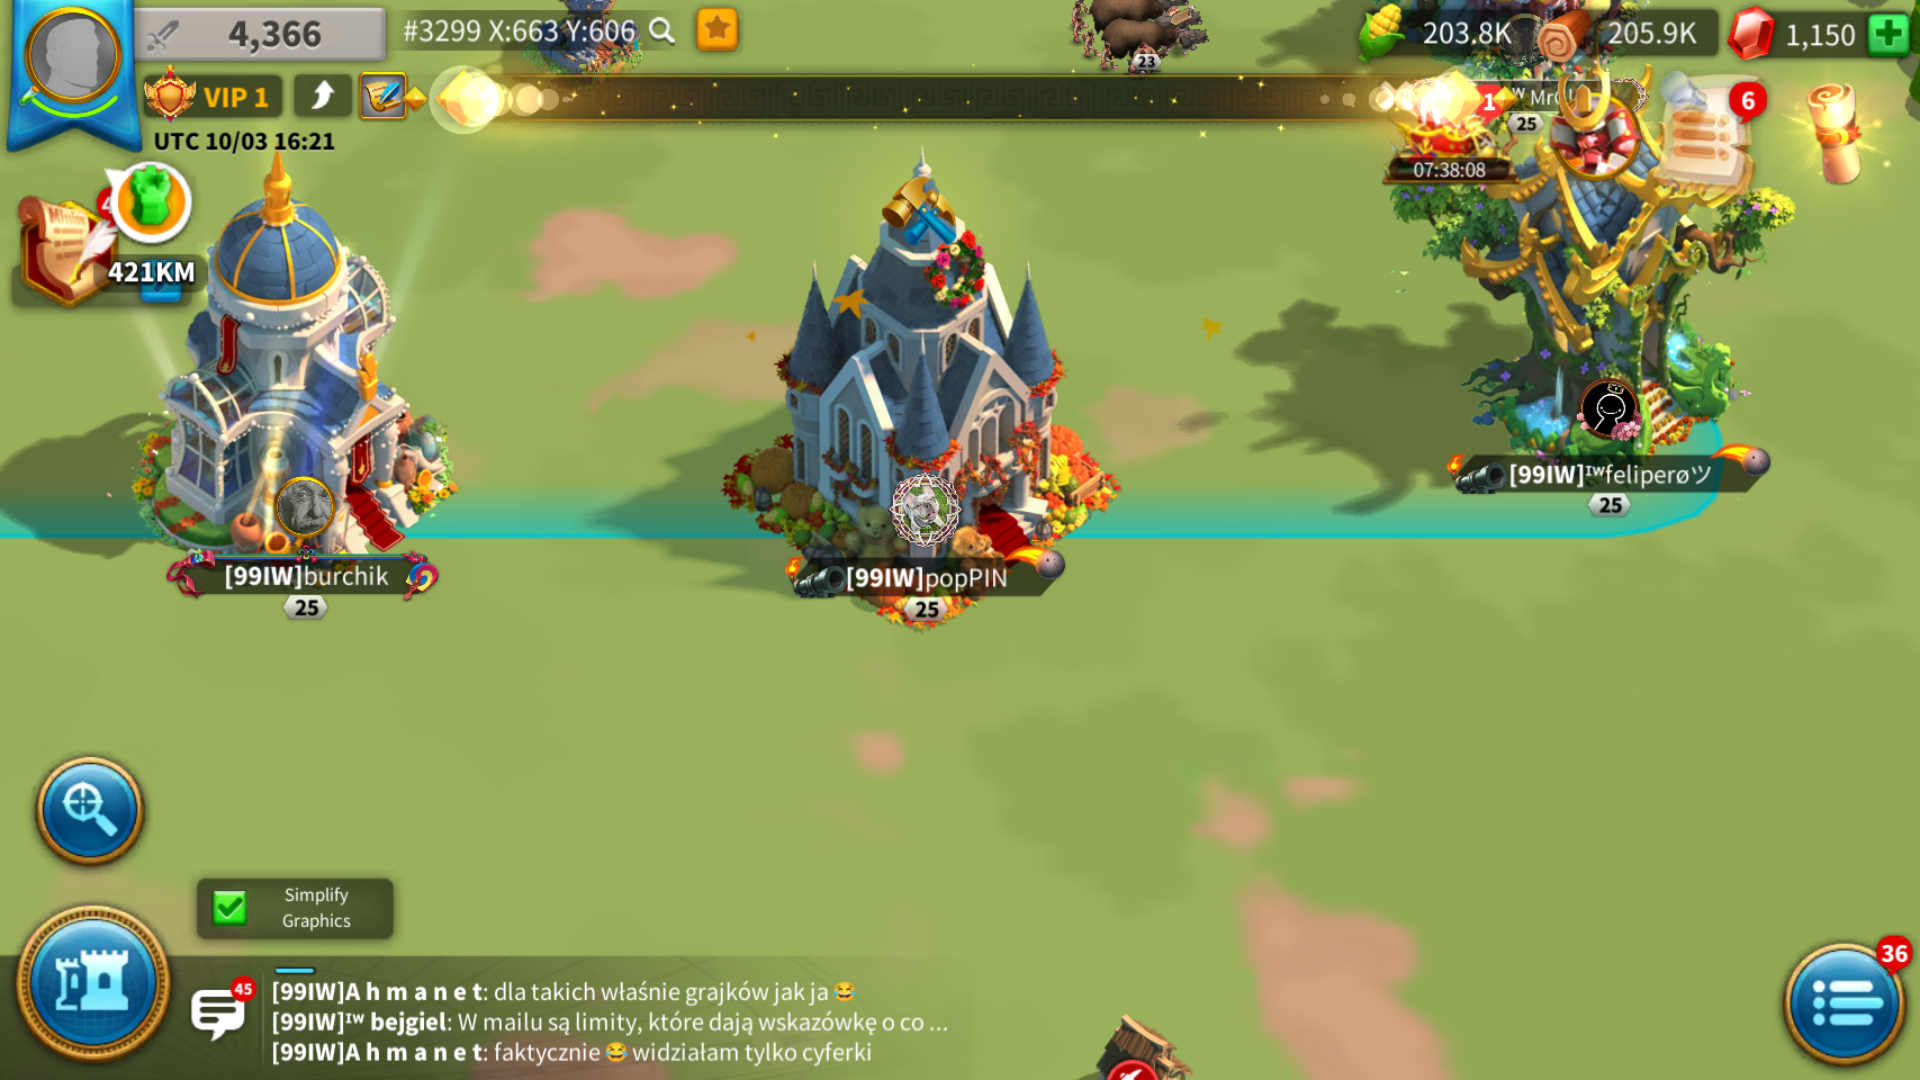 4,366
#3299 X:663 Y:606
203.8K
205.9K
1,150
VIP 1
UTC 10/03 16:21
23
1
25
07:38:08
6
Mission
421KM
[99IW]burchik
25
[99IW]popPIN
25
[99IW]ᴵᵂfeliperøツ
25
Simplify
Graphics
45
[99IW]A h m a n e t: dla takich właśnie grajków jak ja 😂
[99IW]ᴵᵂ bejgiel: W mailu są limity, które dają wskazówkę o co ...
[99IW]A h m a n e t: faktycznie 😂 widziałam tylko cyferki
36